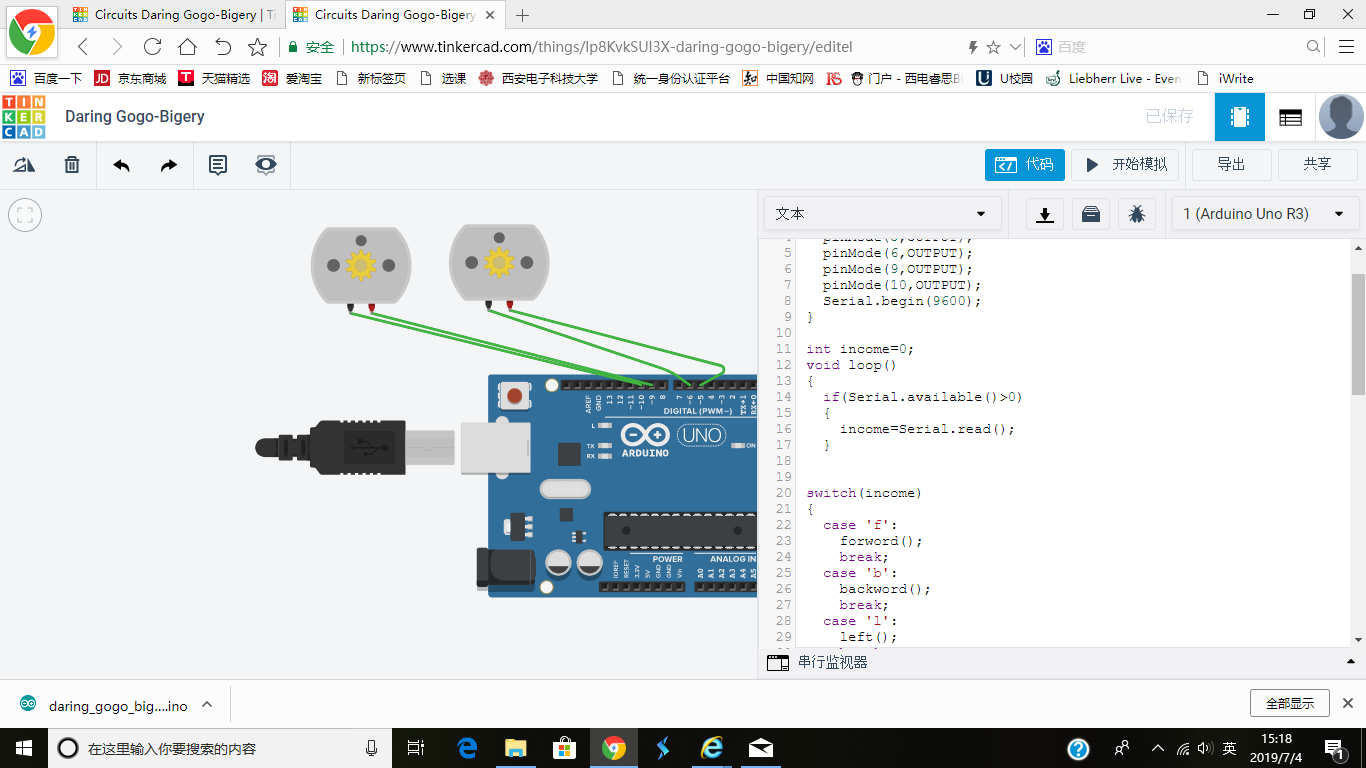 Circuits Daring Gogo-Bigery | Ti
Circuits Daring Gogo-Bigery
安全
https://www.tinkercad.com/things/lp8KvkSUI3X-daring-gogo-bigery/editel
百度
百度一下
JD
京东商城
T
天猫精选
淘
爱淘宝
新标签页
选课
西安电子科技大学
统一身份认证平台
中国知网
RS
门户 - 西电睿思BB
U
U校园
Liebherr Live - Even
iWrite
TIN
KER
CAD
Daring Gogo-Bigery
已保存
代码
开始模拟
导出
共享
文本
1 (Arduino Uno R3)
5 pinMode(6,OUTPUT);
6 pinMode(9,OUTPUT);
7 pinMode(10,OUTPUT);
8 Serial.begin(9600);
9 }
10
11 int income=0;
12 void loop()
13 {
14 if(Serial.available()>0)
15 {
16 income=Serial.read();
17 }
18
19
20 switch(income)
21 {
22 case 'f':
23 forword();
24 break;
25 case 'b':
26 backword();
27 break;
28 case 'l':
29 left();
AREF
GND
13
12
~11
~10
~9
8
7
~6
~5
4
~3
2
TX→1
RX←0
DIGITAL (PWM~)
L
TX
RX
UNO
ON
ARDUINO
POWER
ANALOG IN
IOREF
RESET
3.3V
5V
GND
GND
Vin
A0
A1
A2
A3
A4
A5
串行监视器
daring_gogo_big....ino
全部显示
在这里输入你要搜索的内容
英
15:18
2019/7/4
1